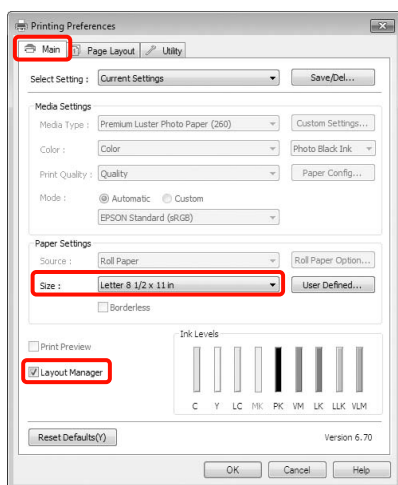 Printing Preferences
Main Page Layout Utility
Select Setting : Current Settings Save/Del...
Media Settings
Media Type : Premium Luster Photo Paper (260) Custom Settings...
Color : Color Photo Black Ink
Print Quality : Quality Paper Config...
Mode : Automatic Custom
EPSON Standard (sRGB)
Paper Settings
Source : Roll Paper Roll Paper Option...
Size : Letter 8 1/2 x 11 in User Defined...
Borderless
Print Preview
Layout Manager
Ink Levels
C Y LC MK PK VM LK LLK VLM
Reset Defaults(Y) Version 6.70
OK Cancel Help